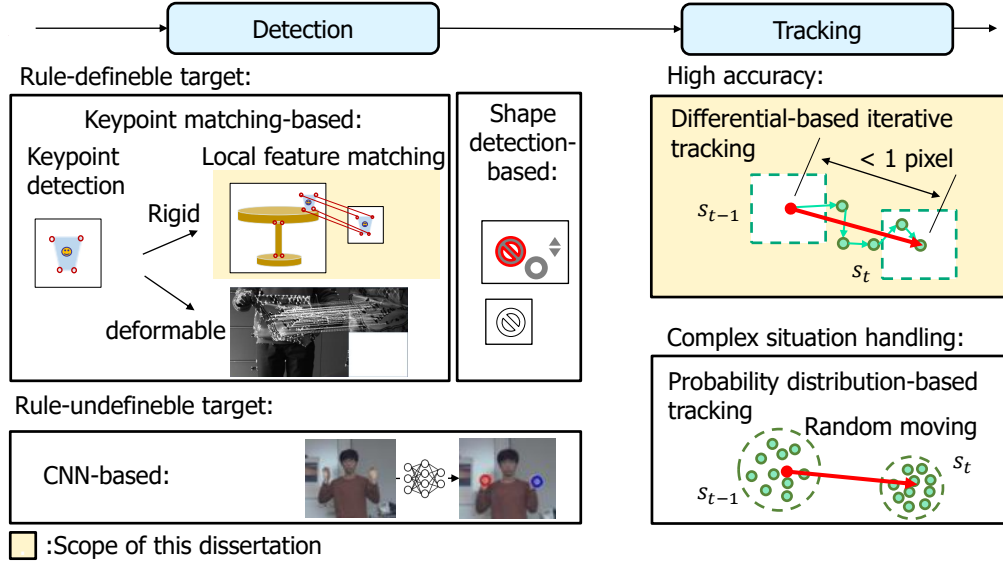 Detection
Tracking
Rule-defineble target:
High accuracy:
Keypoint matching-based:
Keypoint
detection
Local feature matching
Rigid
deformable
Shape
detection-
based:
Differential-based iterative
tracking
< 1 pixel
s_{t-1}
s_t
Complex situation handling:
Probability distribution-based
tracking
Random moving
s_t
s_{t-1}
Rule-undefineble target:
CNN-based:
:Scope of this dissertation